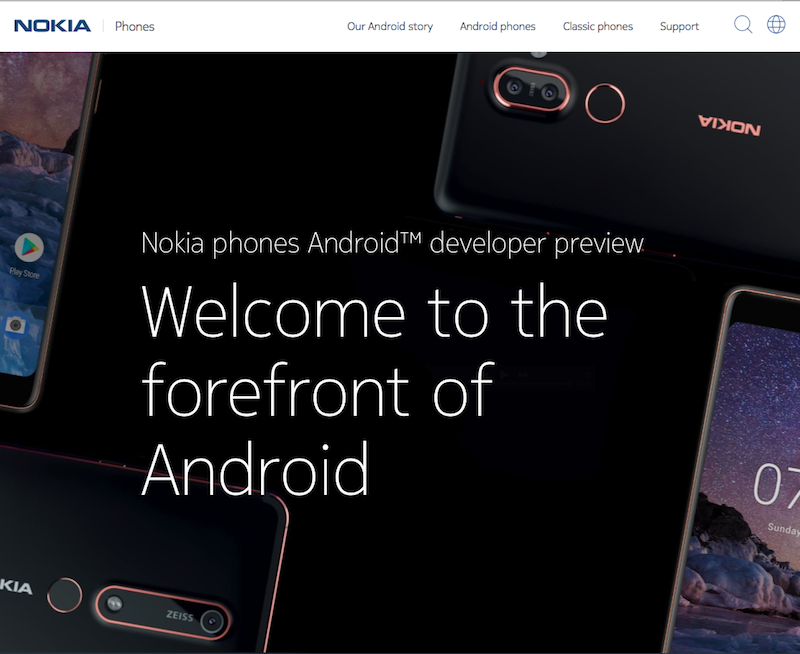 NOKIA Phones Our Android story Android phones Classic phones Support
NOKIA
Play Store
Nokia phones Android™ developer preview
Welcome to the
forefront of
Android
07
Sunday
KIA
ZEISS